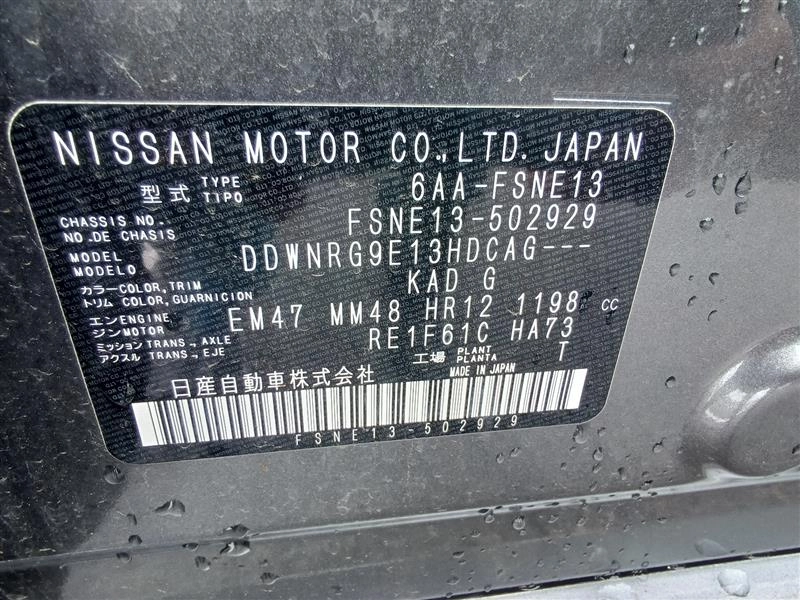 NISSAN MOTOR CO.,LTD. JAPAN
型式 TYPE TIPO 6AA-FSNE13
CHASSIS NO. NO.DE CHASIS FSNE13-502929
MODEL MODELO DDWNRG9E13HDCAG---
カラー COLOR, TRIM トリム COLOR, GUARNICION KAD G
エンジン ENGINE MOTOR EM47 MM48 HR12 1198 CC
ミッション TRANS., AXLE アクスル TRANS., EJE RE1F61C HA73
工場 PLANT PLANTA T
日産自動車株式会社 MADE IN JAPAN
FSNE13-502929